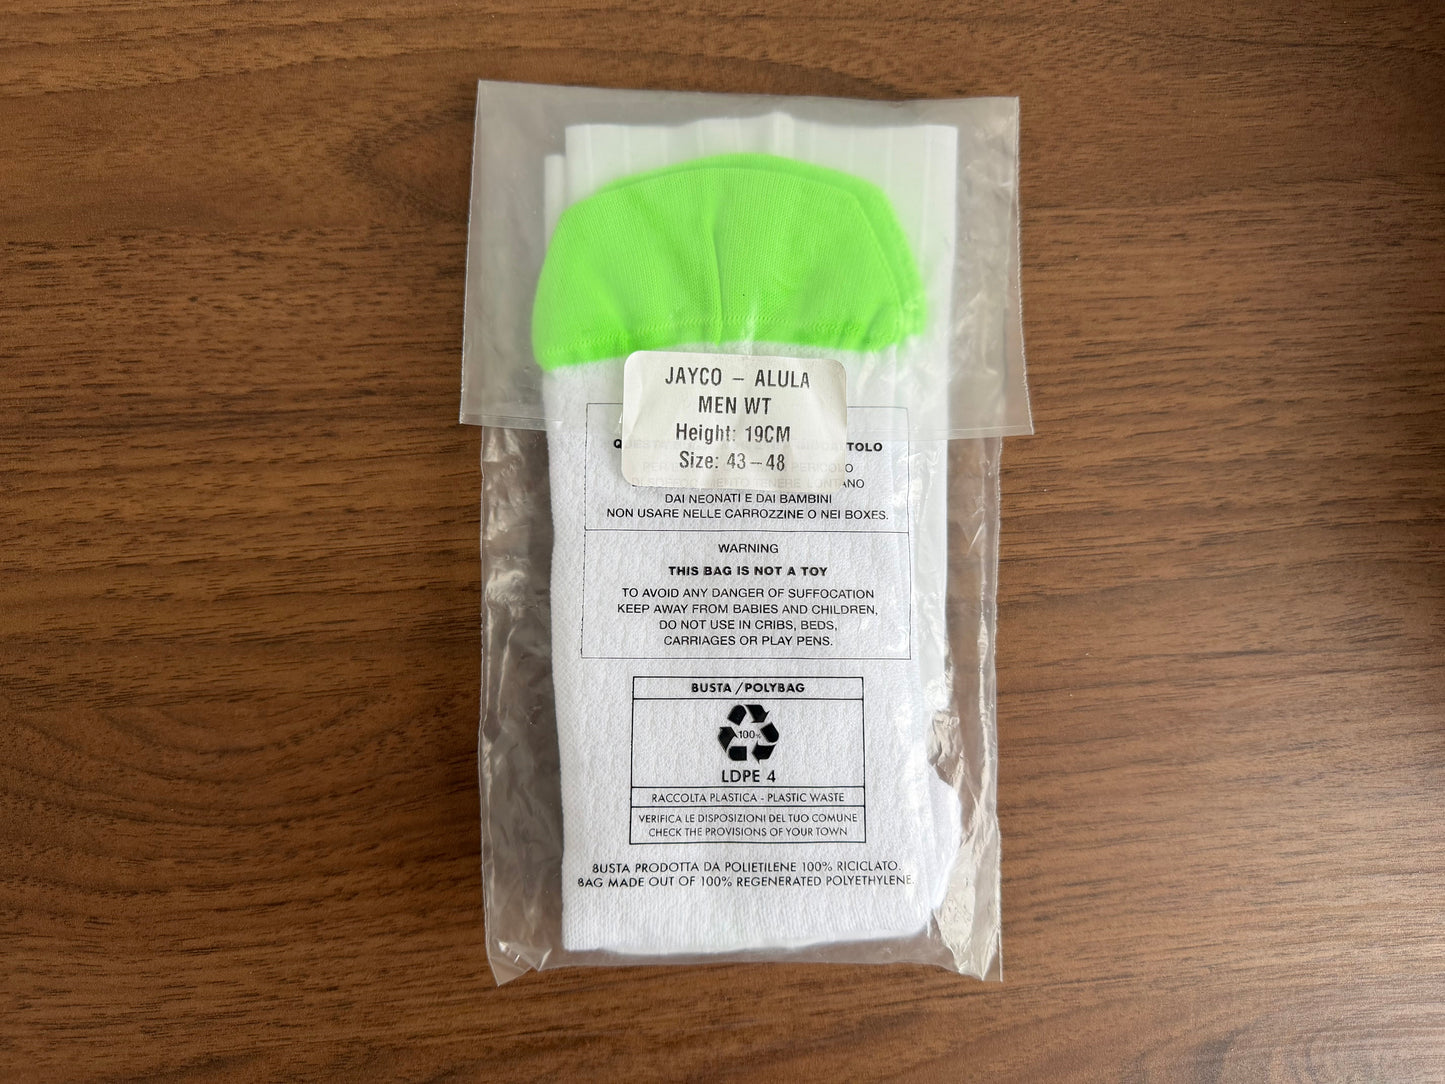 JAYCO – ALULA
MEN WT
Height: 19CM
Size: 43–48
PERICOLO
TENERE LONTANO
DAI NEONATI E DAI BAMBINI
NON USARE NELLE CARROZZINE O NEI BOXES.
WARNING
THIS BAG IS NOT A TOY
TO AVOID ANY DANGER OF SUFFOCATION
KEEP AWAY FROM BABIES AND CHILDREN,
DO NOT USE IN CRIBS, BEDS,
CARRIAGES OR PLAY PENS.
BUSTA /POLYBAG
100%
LDPE 4
RACCOLTA PLASTICA - PLASTIC WASTE
VERIFICA LE DISPOSIZIONI DEL TUO COMUNE
CHECK THE PROVISIONS OF YOUR TOWN
BUSTA PRODOTTA DA POLIETILENE 100% RICICLATO.
BAG MADE OUT OF 100% REGENERATED POLYETHYLENE.